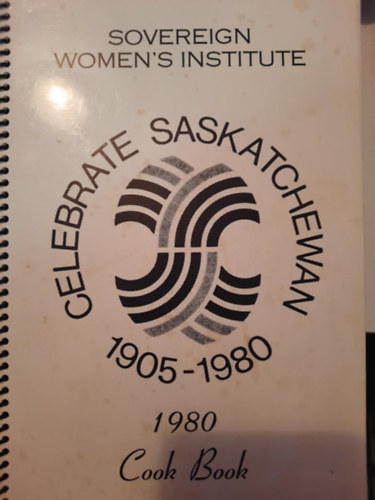 SOVEREIGN
WOMEN'S INSTITUTE
CELEBRATE SASKATCHEWAN
1905-1980
1980
Cook Book